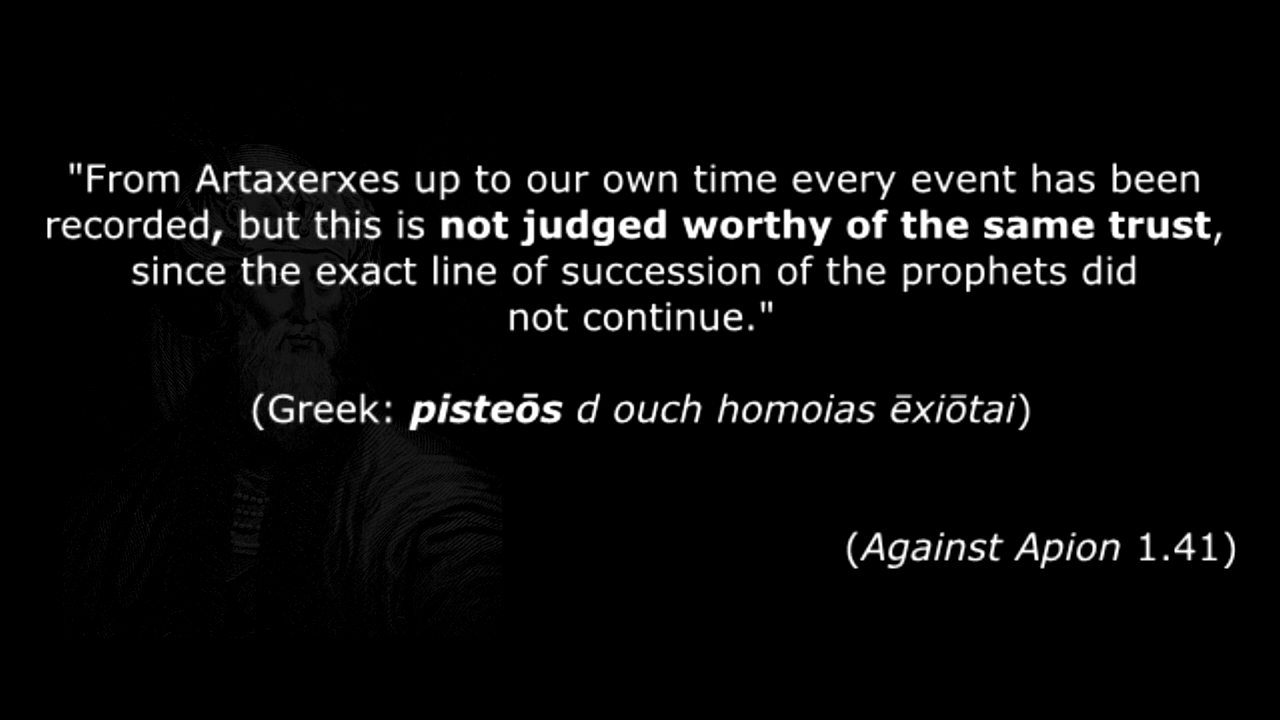 "From Artaxerxes up to our own time every event has been
recorded, but this is not judged worthy of the same trust,
since the exact line of succession of the prophets did
not continue."
(Greek: pisteōs d ouch homoias ēxiōtai)
(Against Apion 1.41)